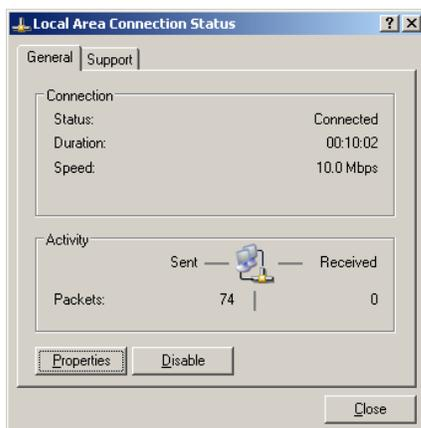 Local Area Connection Status
General Support
Connection
Status: Connected
Duration: 00:10:02
Speed: 10.0 Mbps
Activity
Sent Received
Packets: 74 0
Properties Disable
Close